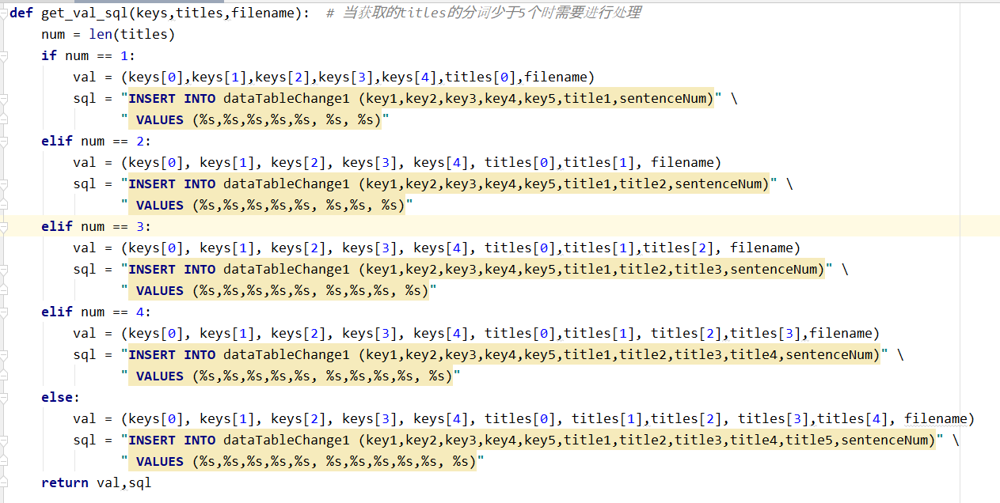 def get_val_sql(keys,titles,filename):  # 当获取的titles的分词少于5个时需要进行处理
    num = len(titles)
    if num == 1:
        val = (keys[0],keys[1],keys[2],keys[3],keys[4],titles[0],filename)
        sql = "INSERT INTO dataTableChange1 (key1,key2,key3,key4,key5,title1,sentenceNum)" \
              " VALUES (%s,%s,%s,%s,%s, %s, %s)"
    elif num == 2:
        val = (keys[0], keys[1], keys[2], keys[3], keys[4], titles[0],titles[1], filename)
        sql = "INSERT INTO dataTableChange1 (key1,key2,key3,key4,key5,title1,title2,sentenceNum)" \
              " VALUES (%s,%s,%s,%s,%s, %s,%s, %s)"
    elif num == 3:
        val = (keys[0], keys[1], keys[2], keys[3], keys[4], titles[0],titles[1],titles[2], filename)
        sql = "INSERT INTO dataTableChange1 (key1,key2,key3,key4,key5,title1,title2,title3,sentenceNum)" \
              " VALUES (%s,%s,%s,%s,%s, %s,%s,%s, %s)"
    elif num == 4:
        val = (keys[0], keys[1], keys[2], keys[3], keys[4], titles[0],titles[1], titles[2],titles[3],filename)
        sql = "INSERT INTO dataTableChange1 (key1,key2,key3,key4,key5,title1,title2,title3,title4,sentenceNum)" \
              " VALUES (%s,%s,%s,%s,%s, %s,%s,%s,%s, %s)"
    else:
        val = (keys[0], keys[1], keys[2], keys[3], keys[4], titles[0], titles[1],titles[2], titles[3],titles[4], filename)
        sql = "INSERT INTO dataTableChange1 (key1,key2,key3,key4,key5,title1,title2,title3,title4,title5,sentenceNum)" \
              " VALUES (%s,%s,%s,%s,%s, %s,%s,%s,%s,%s, %s)"
    return val,sql